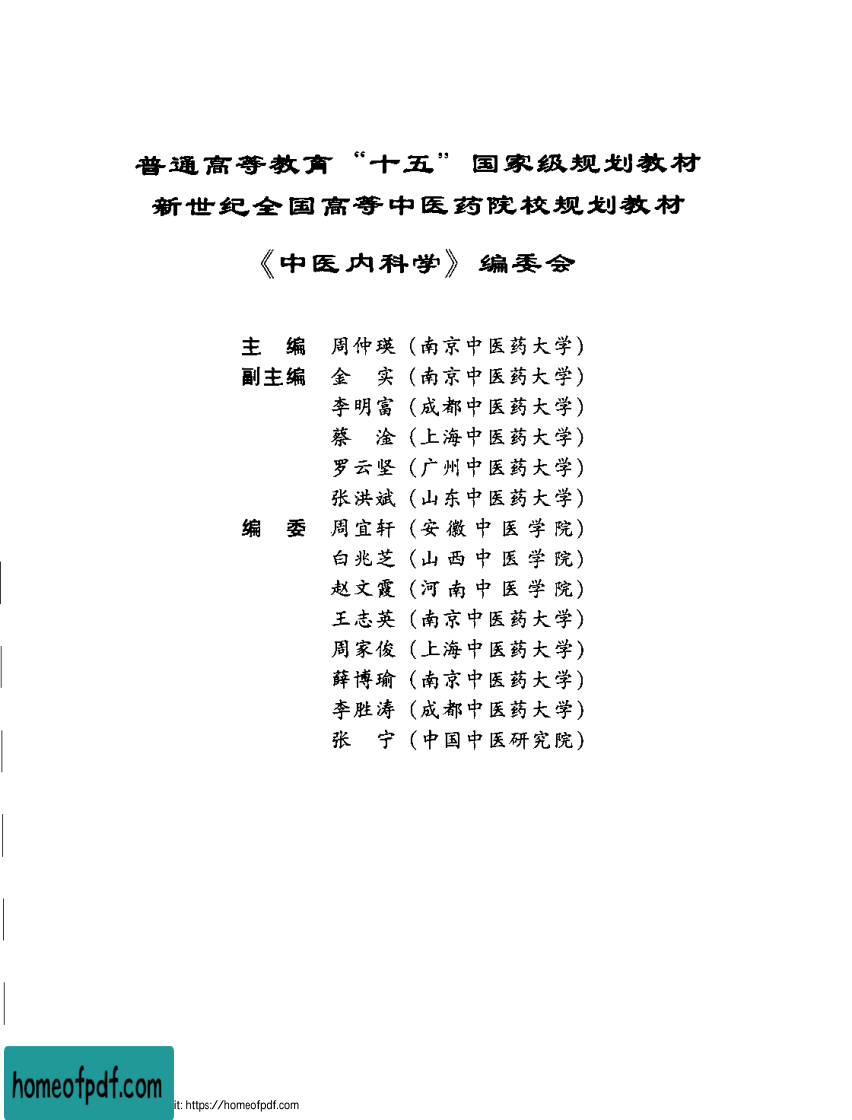 普通高等教育“十五”国家级规划教材
新世纪全国高等中医药院校规划教材
《中医内科学》编委会
主 编 周仲瑛(南京中医药大学)
副主编 金 实(南京中医药大学)
李明富(成都中医药大学)
蔡 淦(上海中医药大学)
罗云坚(广州中医药大学)
张洪斌(山东中医药大学)
编 委 周宜轩(安徽中医学院)
白兆芝(山西中医学院)
赵文霞(河南中医学院)
王志英(南京中医药大学)
周家俊(上海中医药大学)
薛博瑜(南京中医药大学)
李胜涛(成都中医药大学)
张 宁(中国中医研究院)
homeofpdf.com
it: https://homeofpdf.com